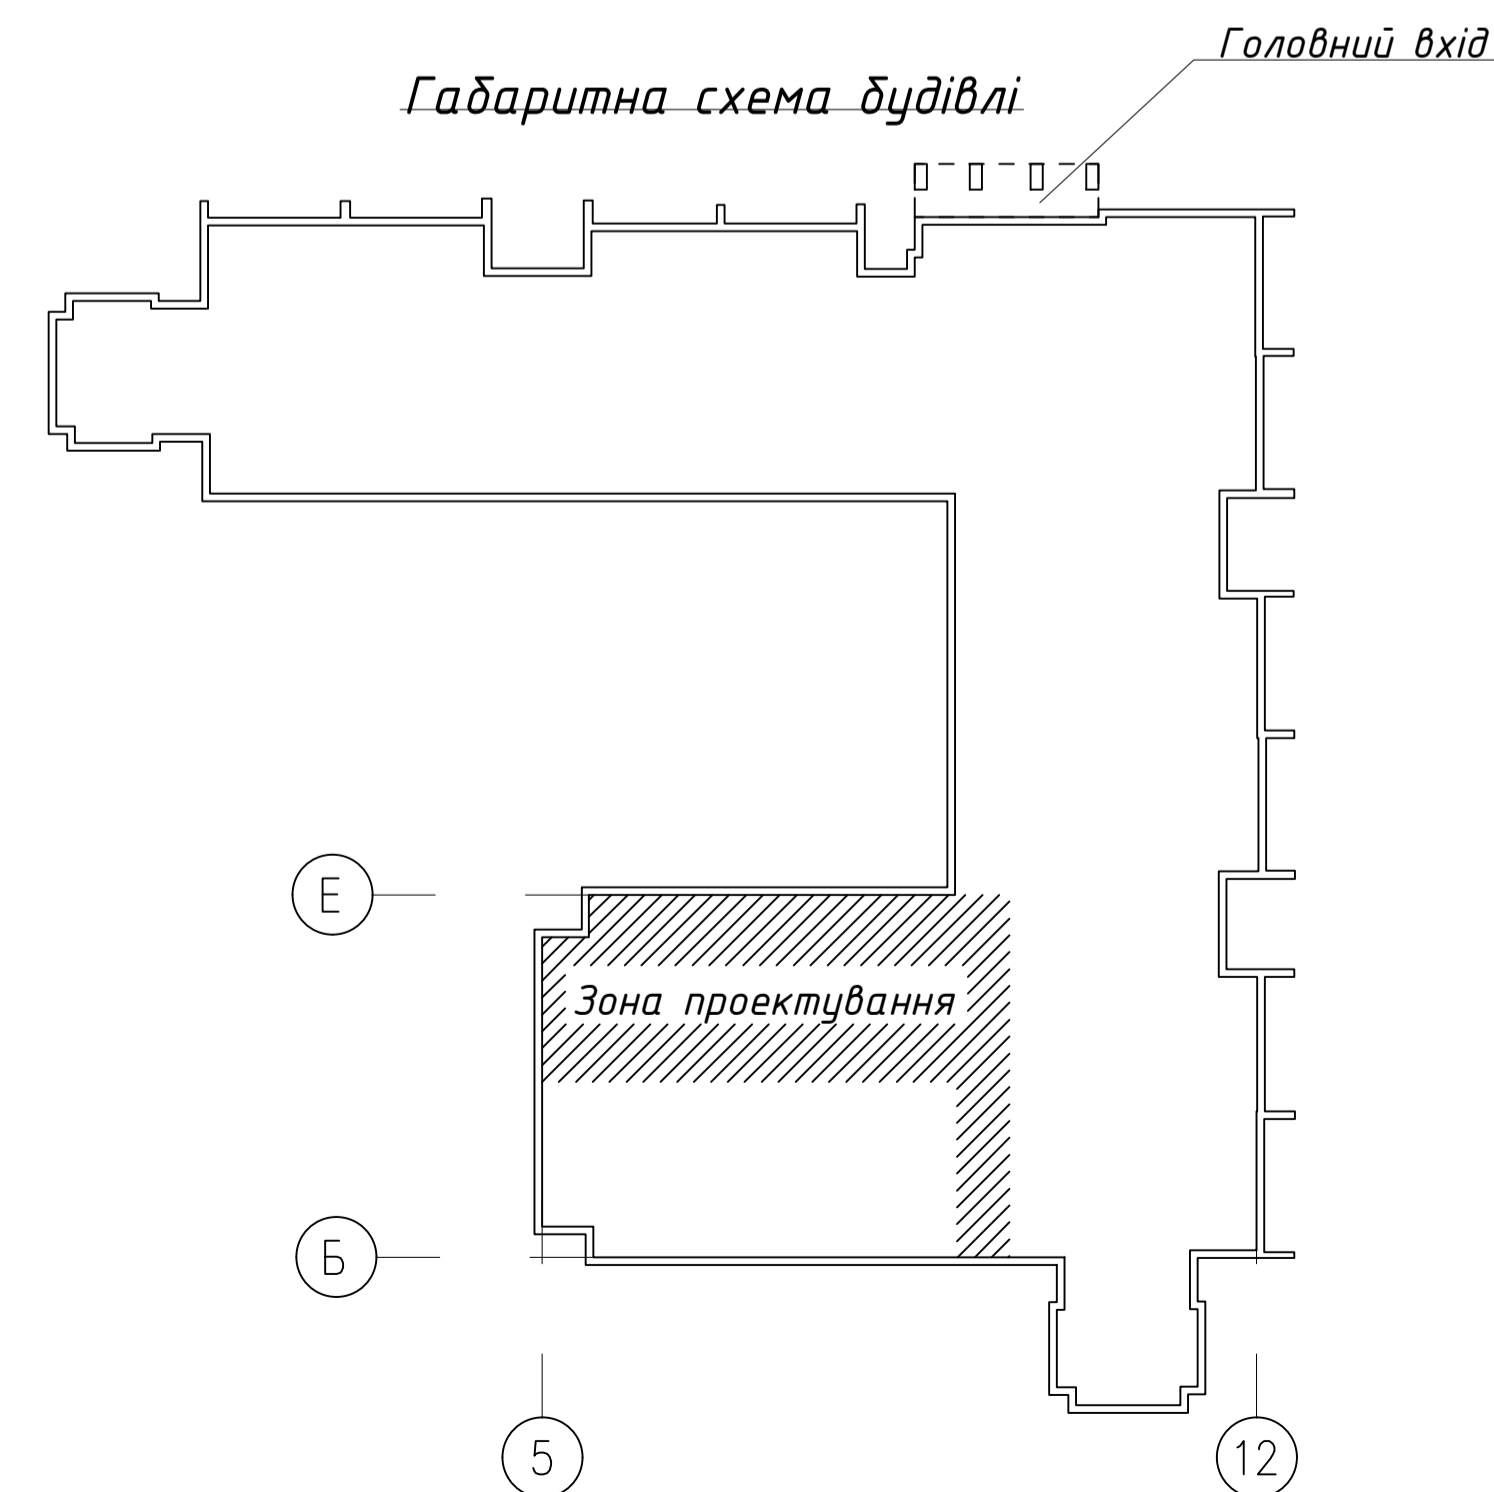 Головний вхід
Габаритна схема будівлі
Е
Зона проектування
Б
5
12